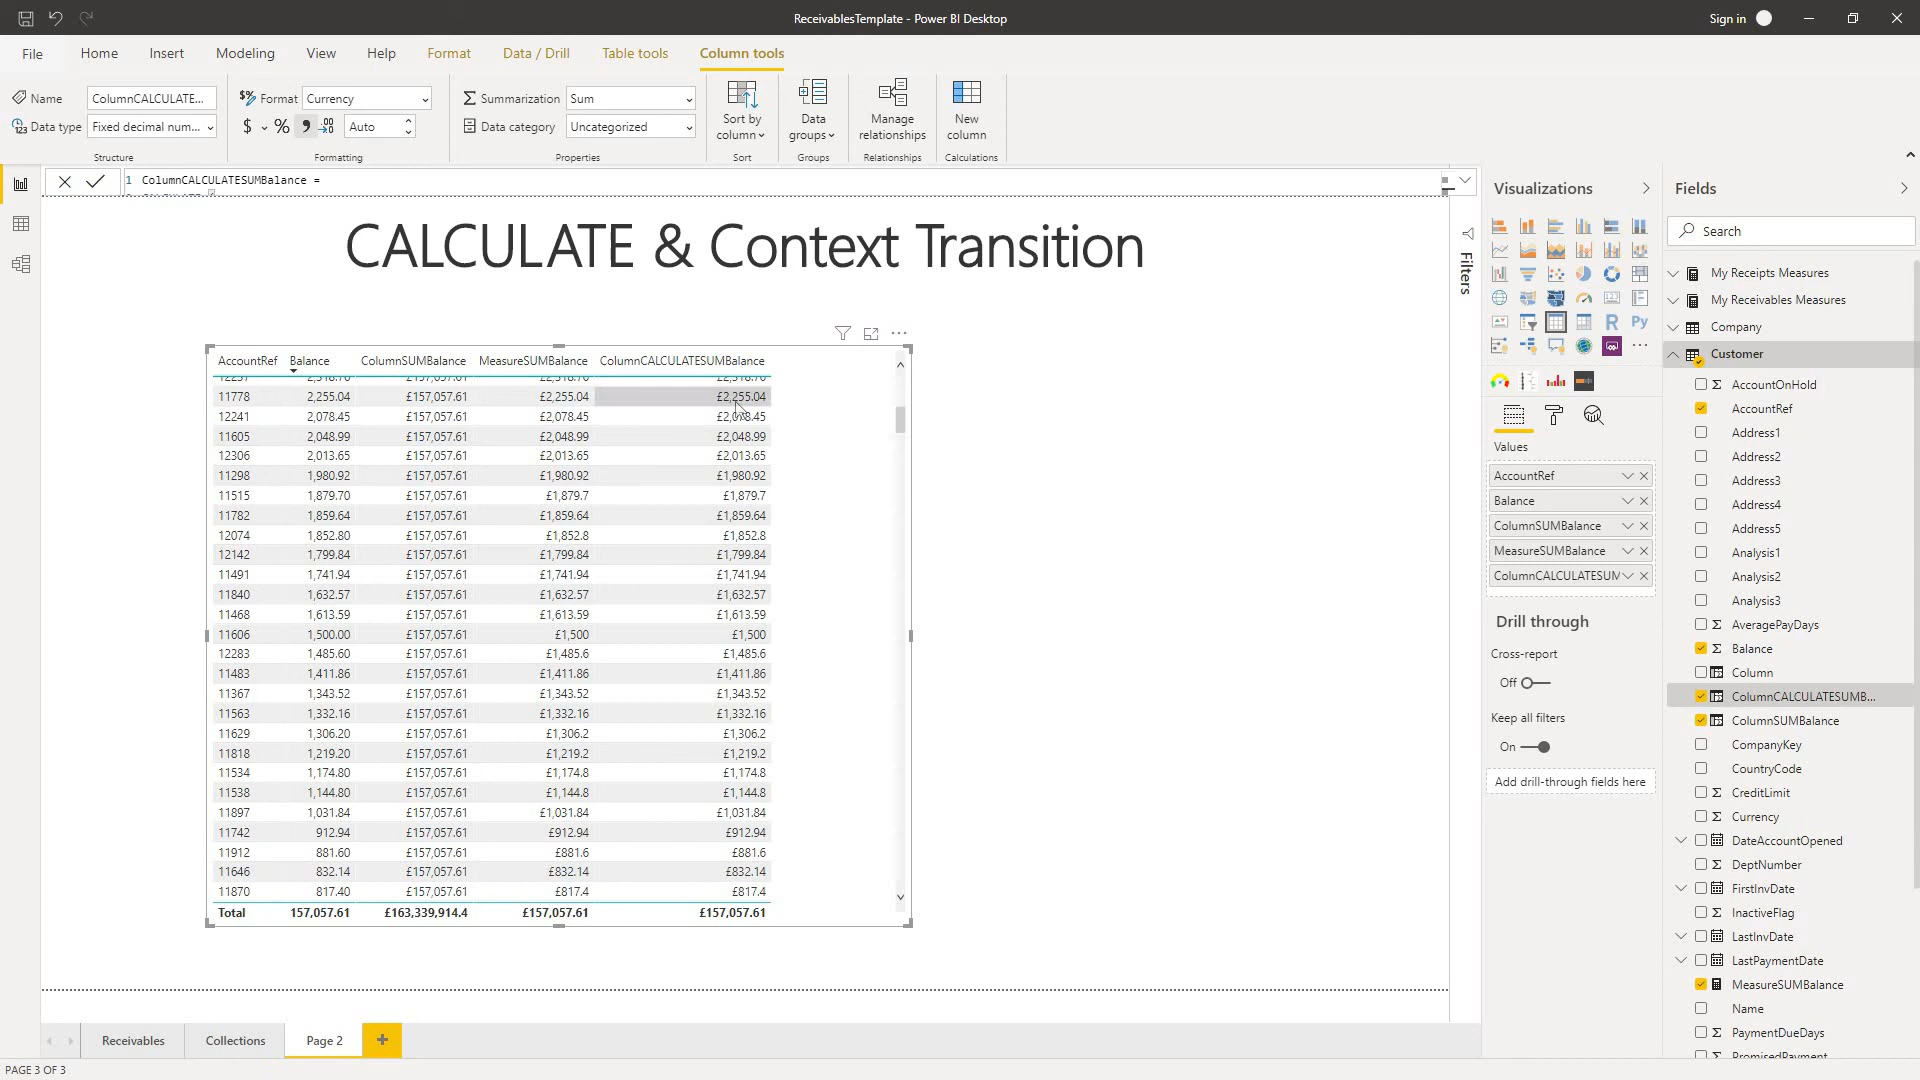 ReceivablesTemplate - Power BI Desktop
Sign in
File Home Insert Modeling View Help Format Data / Drill Table tools Column tools
Name ColumnCALCULATE...
Data type Fixed decimal num...
Structure
Format Currency
$ % 9 .00 Auto
Formatting
Summarization Sum
Data category Uncategorized
Properties
Sort by column
Sort
Data groups
Groups
Manage relationships
Relationships
New column
Calculations
1 ColumnCALCULATESUMBalance =
CALCULATE & Context Transition
AccountRef Balance ColumnSUMBalance MeasureSUMBalance ColumnCALCULATESUMBalance
11778 2,255.04 £157,057.61 £2,255.04 £2,255.04
12241 2,078.45 £157,057.61 £2,078.45 £2,078.45
11605 2,048.99 £157,057.61 £2,048.99 £2,048.99
12306 2,013.65 £157,057.61 £2,013.65 £2,013.65
11298 1,980.92 £157,057.61 £1,980.92 £1,980.92
11515 1,879.70 £157,057.61 £1,879.7 £1,879.7
11782 1,859.64 £157,057.61 £1,859.64 £1,859.64
12074 1,852.80 £157,057.61 £1,852.8 £1,852.8
12142 1,799.84 £157,057.61 £1,799.84 £1,799.84
11491 1,741.94 £157,057.61 £1,741.94 £1,741.94
11840 1,632.57 £157,057.61 £1,632.57 £1,632.57
11468 1,613.59 £157,057.61 £1,613.59 £1,613.59
11606 1,500.00 £157,057.61 £1,500 £1,500
12283 1,485.60 £157,057.61 £1,485.6 £1,485.6
11483 1,411.86 £157,057.61 £1,411.86 £1,411.86
11367 1,343.52 £157,057.61 £1,343.52 £1,343.52
11563 1,332.16 £157,057.61 £1,332.16 £1,332.16
11629 1,306.20 £157,057.61 £1,306.2 £1,306.2
11818 1,219.20 £157,057.61 £1,219.2 £1,219.2
11534 1,174.80 £157,057.61 £1,174.8 £1,174.8
11538 1,144.80 £157,057.61 £1,144.8 £1,144.8
11897 1,031.84 £157,057.61 £1,031.84 £1,031.84
11742 912.94 £157,057.61 £912.94 £912.94
11912 881.60 £157,057.61 £881.6 £881.6
11646 832.14 £157,057.61 £832.14 £832.14
11870 817.40 £157,057.61 £817.4 £817.4
Total 157,057.61 £163,339,914.4 £157,057.61 £157,057.61
Filters
Visualizations
R Py
Values
AccountRef
Balance
ColumnSUMBalance
MeasureSUMBalance
ColumnCALCULATESUM
Drill through
Cross-report
Off
Keep all filters
On
Add drill-through fields here
Fields
Search
My Receipts Measures
My Receivables Measures
Company
Customer
AccountOnHold
AccountRef
Address1
Address2
Address3
Address4
Address5
Analysis1
Analysis2
Analysis3
AveragePayDays
Balance
Column
ColumnCALCULATESUMB...
ColumnSUMBalance
CompanyKey
CountryCode
CreditLimit
Currency
DateAccountOpened
DeptNumber
FirstInvDate
InactiveFlag
LastInvDate
LastPaymentDate
MeasureSUMBalance
Name
PaymentDueDays
PromisedPayment
Receivables Collections Page 2
PAGE 3 OF 3